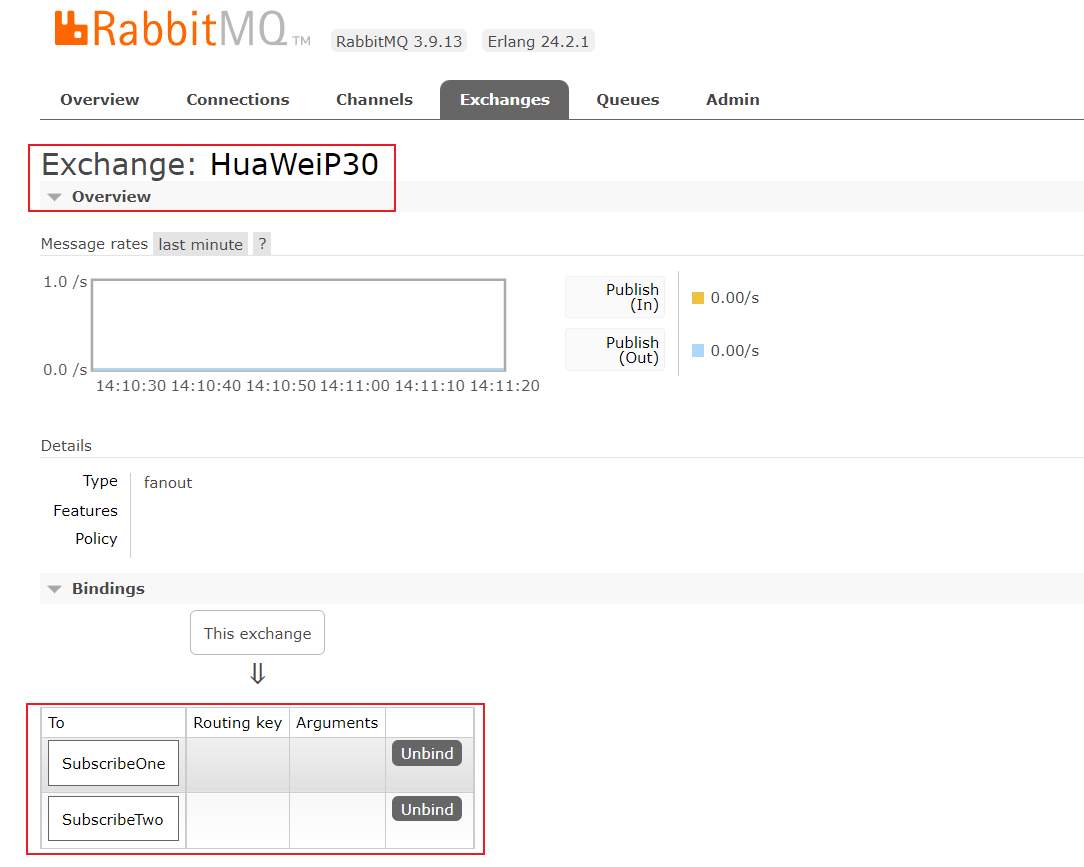 RabbitMQ TM RabbitMQ 3.9.13 Erlang 24.2.1
Overview Connections Channels Exchanges Queues Admin
Exchange: HuaWeiP30
Overview
Message rates last minute ?
1.0 /s
0.0 /s
14:10:30 14:10:40 14:10:50 14:11:00 14:11:10 14:11:20
Publish
(In)
0.00/s
Publish
(Out)
0.00/s
Details
Type fanout
Features
Policy
Bindings
This exchange
⇓
To Routing key Arguments
SubscribeOne Unbind
SubscribeTwo Unbind